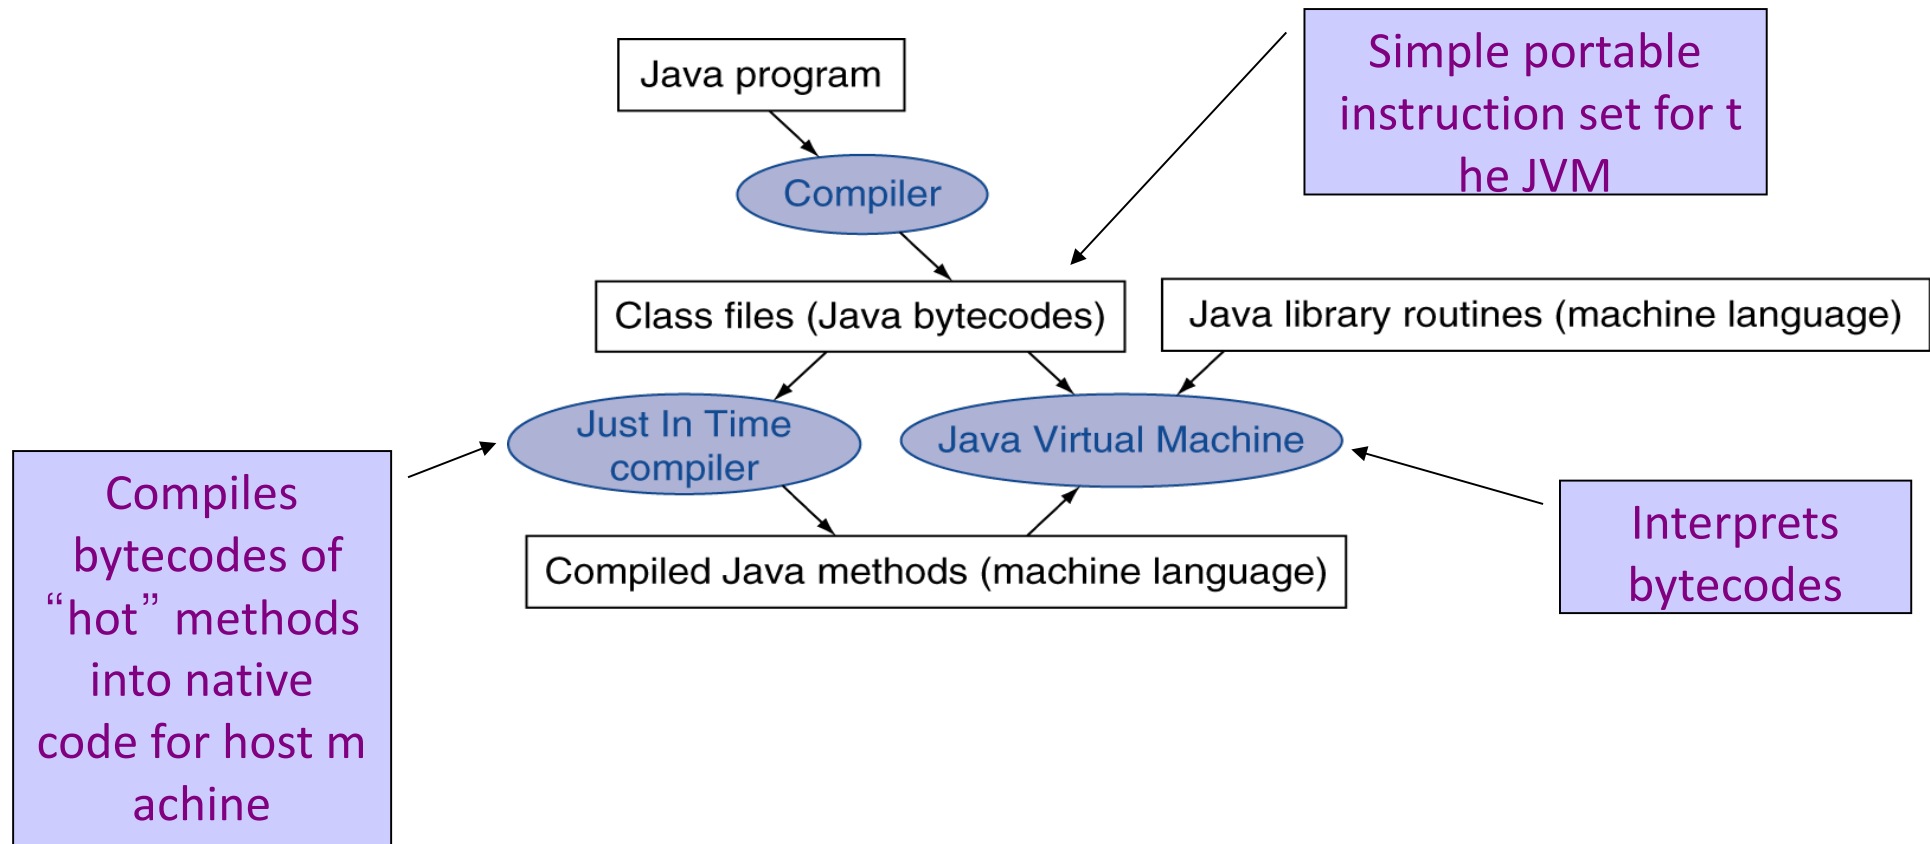 Java program
Simple portable
instruction set for t
he JVM
Compiler
Class files (Java bytecodes)
Java library routines (machine language)
Just In Time
compiler
Java Virtual Machine
Compiles
bytecodes of
“hot” methods
into native
code for host m
achine
Interprets
bytecodes
Compiled Java methods (machine language)